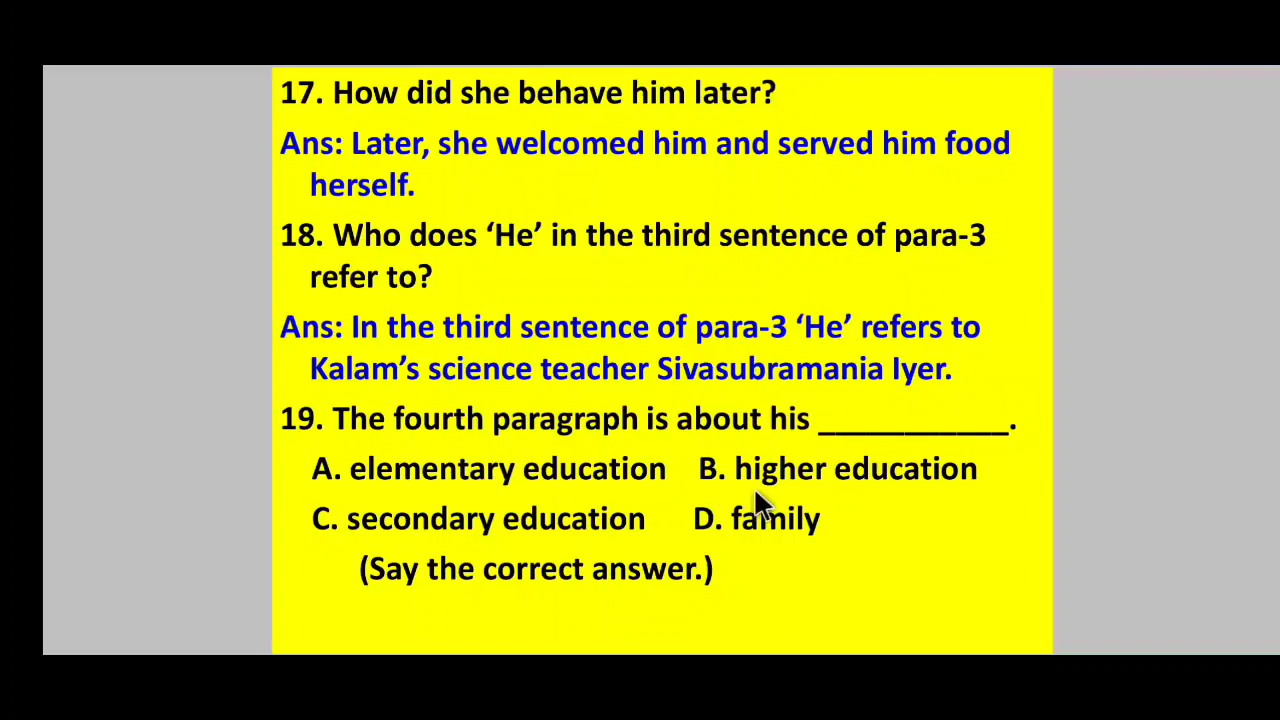 17. How did she behave him later?
Ans: Later, she welcomed him and served him food
herself.
18. Who does ‘He’ in the third sentence of para-3
refer to?
Ans: In the third sentence of para-3 ‘He’ refers to
Kalam’s science teacher Sivasubramania Iyer.
19. The fourth paragraph is about his ___________.
A. elementary education B. higher education
C. secondary education D. family
(Say the correct answer.)